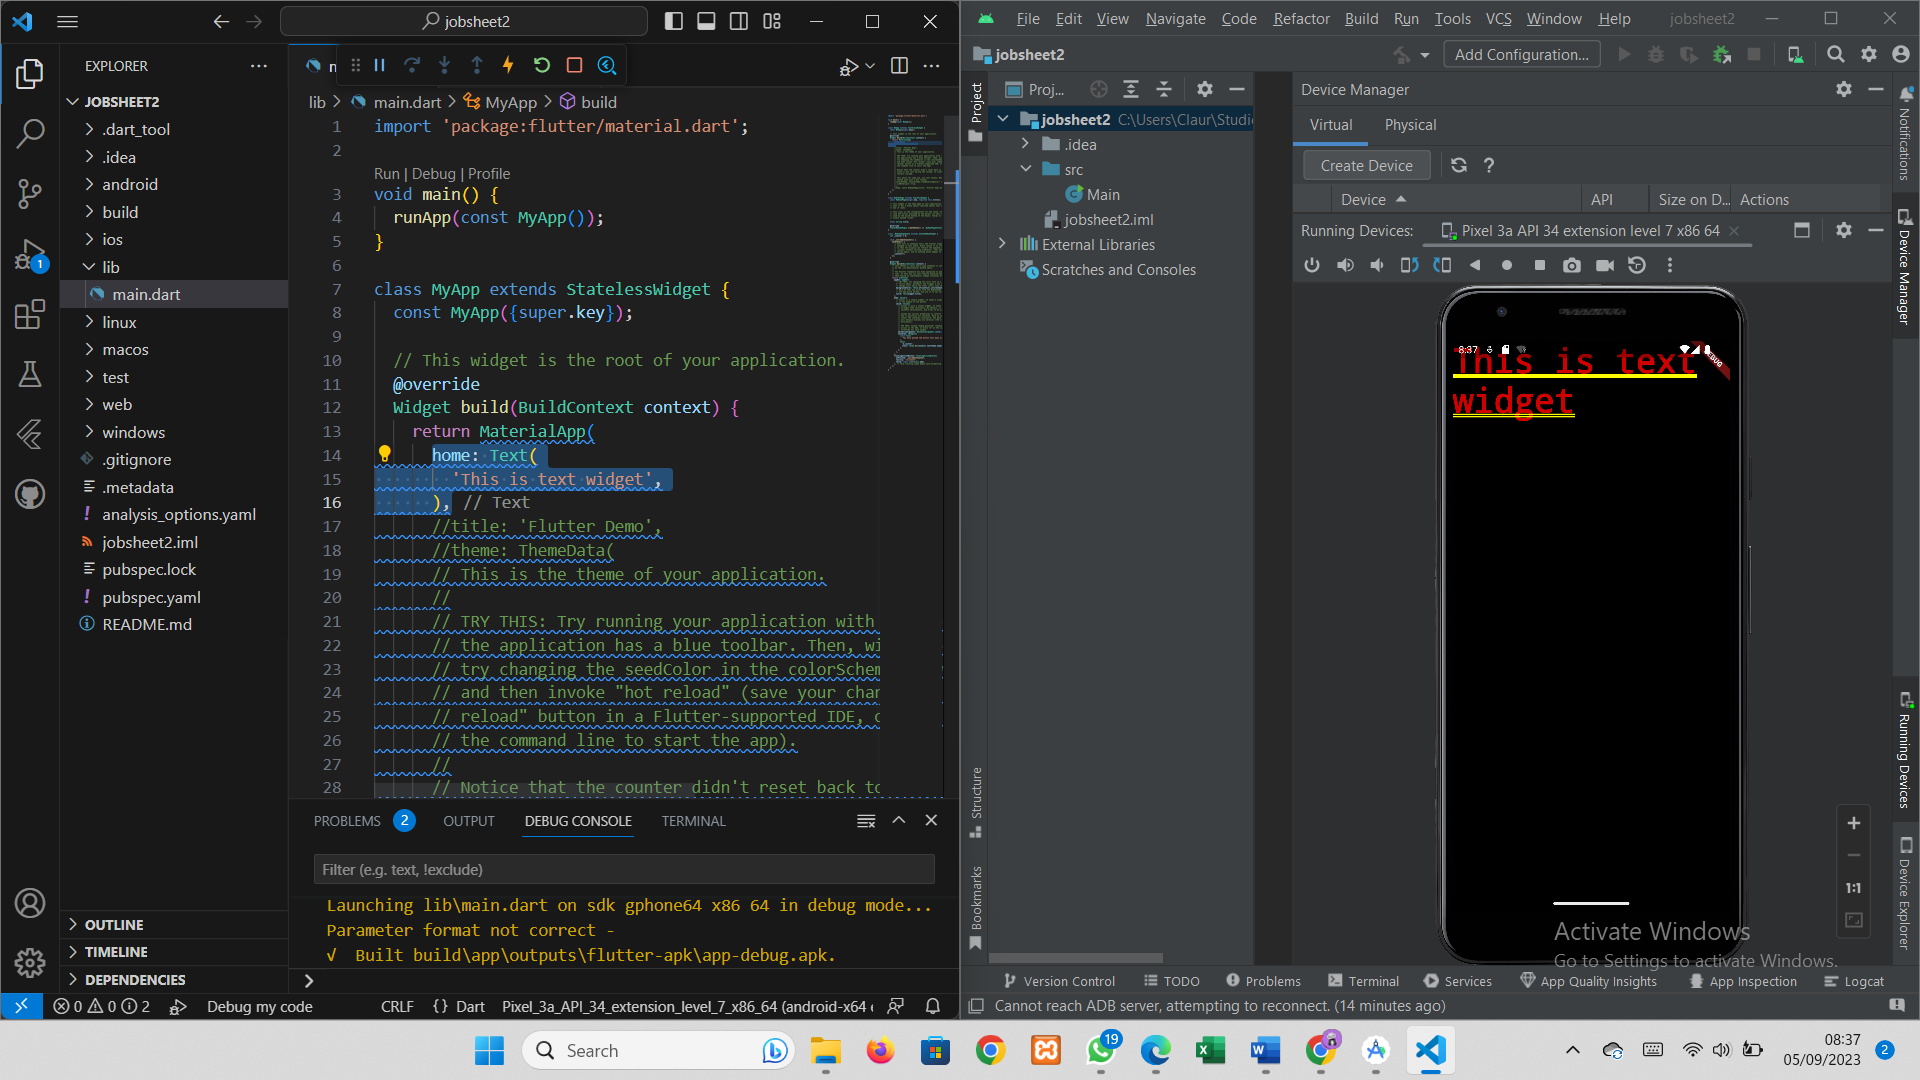 jobsheet2
EXPLORER
JOBSHEET2
.dart_tool
.idea
android
build
ios
lib
main.dart
linux
macos
test
web
windows
.gitignore
.metadata
analysis_options.yaml
jobsheet2.iml
pubspec.lock
pubspec.yaml
README.md
OUTLINE
TIMELINE
DEPENDENCIES
1
lib > main.dart > MyApp > build
1 import 'package:flutter/material.dart';
2
Run | Debug | Profile
3 void main() {
4 runApp(const MyApp());
5 }
6
7 class MyApp extends StatelessWidget {
8 const MyApp({super.key});
9
10 // This widget is the root of your application.
11 @override
12 Widget build(BuildContext context) {
13 return MaterialApp(
14 home: Text(
15 'This is text widget',
16 ), // Text
17 //title: 'Flutter Demo',
18 //theme: ThemeData(
19 // This is the theme of your application.
20 //
21 // TRY THIS: Try running your application with
22 // the application has a blue toolbar. Then, wi
23 // try changing the seedColor in the colorSchem
24 // and then invoke "hot reload" (save your chan
25 // reload" button in a Flutter-supported IDE, o
26 // the command line to start the app).
27 //
28 // Notice that the counter didn't reset back to
PROBLEMS 2 OUTPUT DEBUG CONSOLE TERMINAL
Filter (e.g. text, !exclude)
Launching lib\main.dart on sdk gphone64 x86 64 in debug mode...
Parameter format not correct -
√ Built build\app\outputs\flutter-apk\app-debug.apk.
0 0 2 Debug my code CRLF {} Dart Pixel_3a_API_34_extension_level_7_x86_64 (android-x64 e
File Edit View Navigate Code Refactor Build Run Tools VCS Window Help jobsheet2
jobsheet2 Add Configuration...
Project
Proj...
jobsheet2 C:\Users\Claur\Studi
.idea
src
Main
jobsheet2.iml
External Libraries
Scratches and Consoles
Structure
Bookmarks
Device Manager
Virtual Physical
Create Device ?
Device API Size on D... Actions
Running Devices: Pixel 3a API 34 extension level 7 x86 64
8:37
DEBUG
This is text
widget
1:1
Notifications
Device Manager
Running Devices
Device Explorer
Activate Windows
Go to Settings to activate Windows.
Version Control TODO Problems Terminal Services App Quality Insights App Inspection Logcat
Cannot reach ADB server, attempting to reconnect. (14 minutes ago)
Search
19
08:37
05/09/2023
2